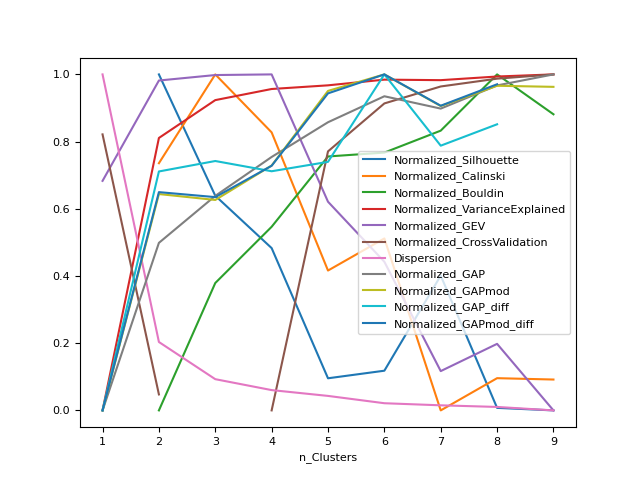 1.0
0.8
0.6
0.4
0.2
0.0
Normalized_Silhouette
Normalized_Calinski
Normalized_Bouldin
Normalized_VarianceExplained
Normalized_GEV
Normalized_CrossValidation
Dispersion
Normalized_GAP
Normalized_GAPmod
Normalized_GAP_diff
Normalized_GAPmod_diff
1 2 3 4 5 6 7 8 9
n_Clusters